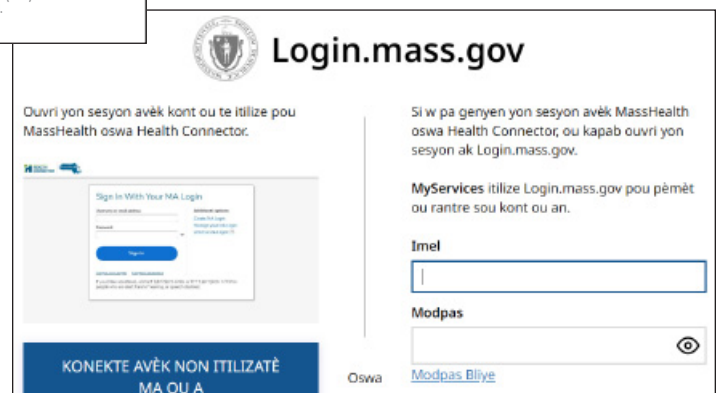 Login.mass.gov
Ouvri yon sesyon avèk kont ou te itilize pou
MassHealth oswa Health Connector.
Sign In With Your MA Login
Sign In
KONEKTE AVÈK NON ITILIZATÈ
MA OU A
Oswa
Si w pa genyen yon sesyon avèk MassHealth
oswa Health Connector, ou kapab ouvri yon
sesyon ak Login.mass.gov.
MyServices itilize Login.mass.gov pou pèmèt
ou rantre sou kont ou an.
Imel
Modpas
Modpas Bliye